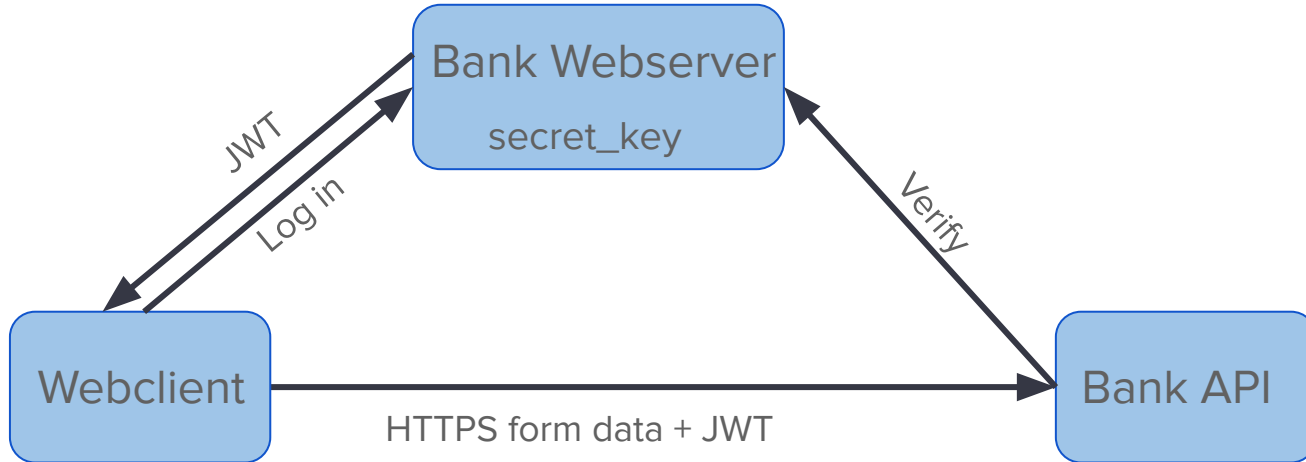 Bank Webserver
secret_key
JWT
Log in
Verify
Webclient
Bank API
HTTPS form data + JWT